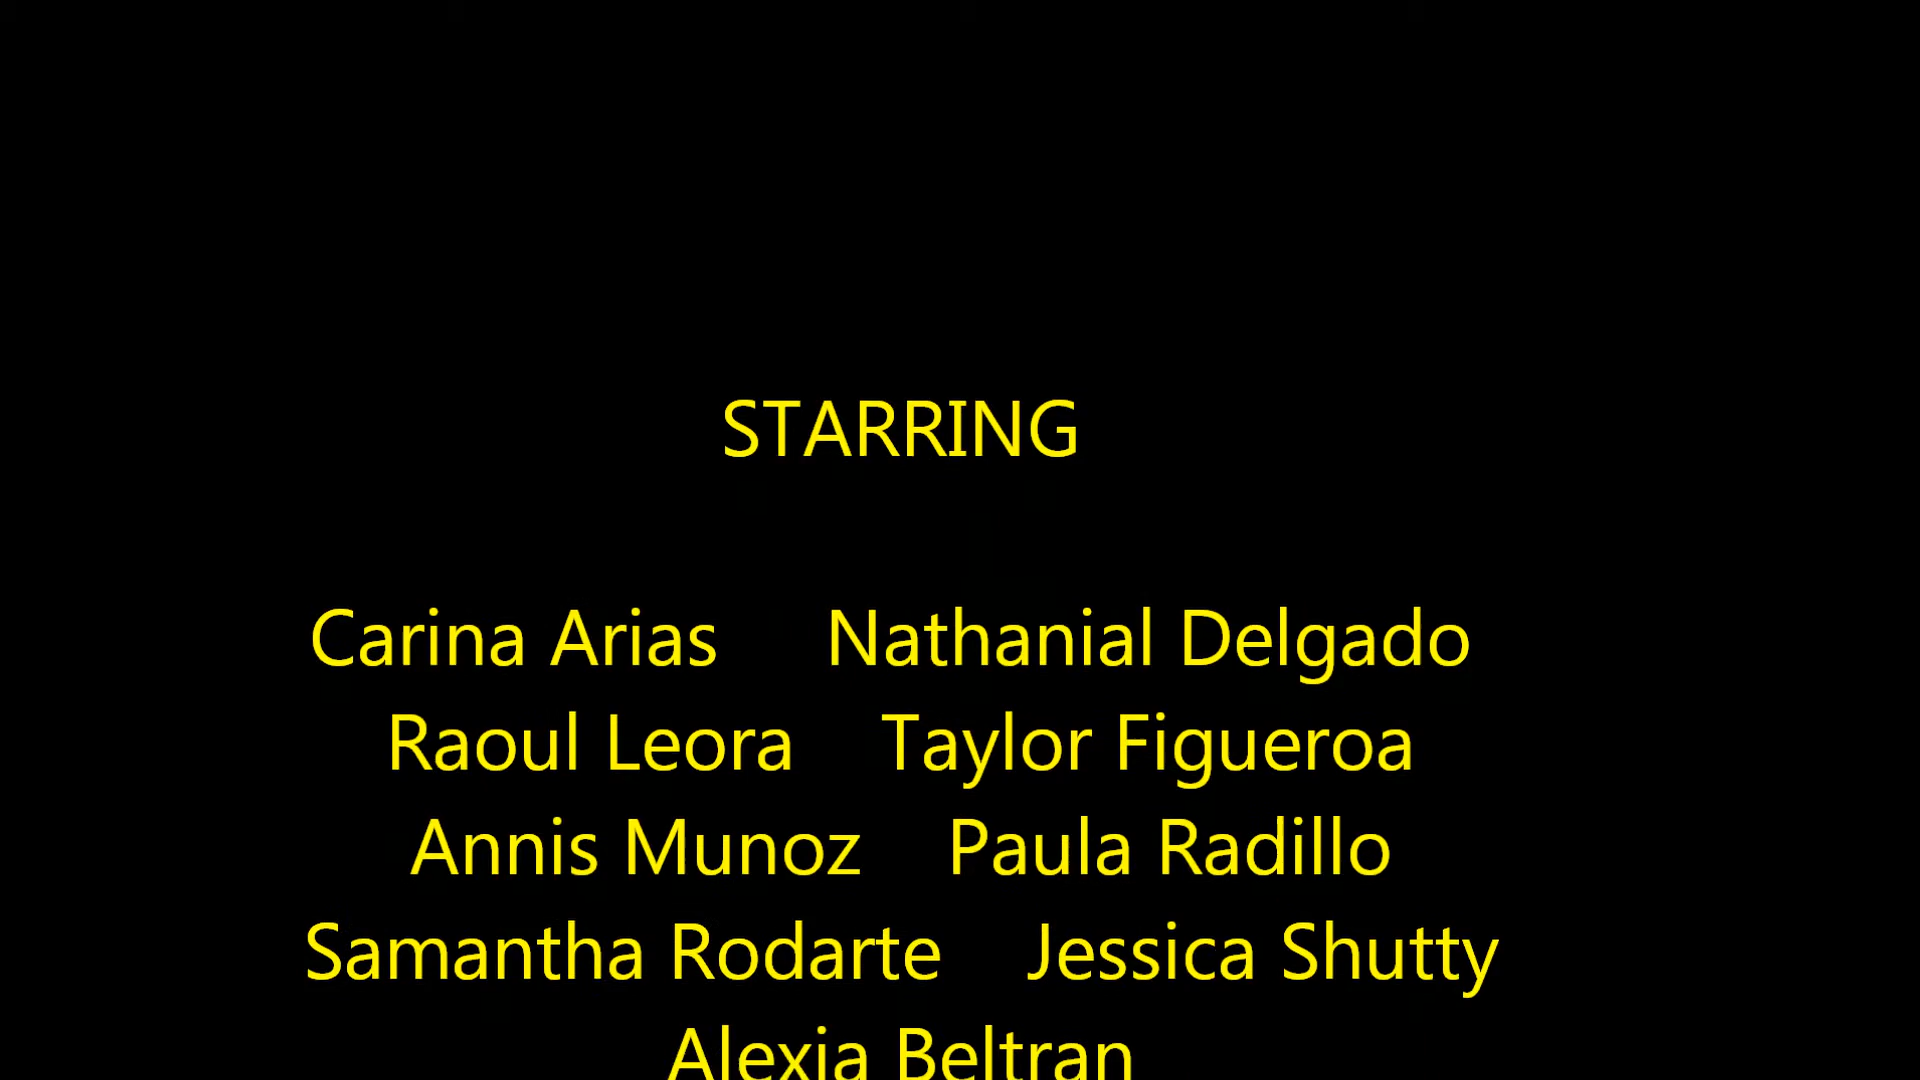 STARRING
Carina Arias Nathanial Delgado
Raoul Leora Taylor Figueroa
Annis Munoz Paula Radillo
Samantha Rodarte Jessica Shutty
Alexia Beltran